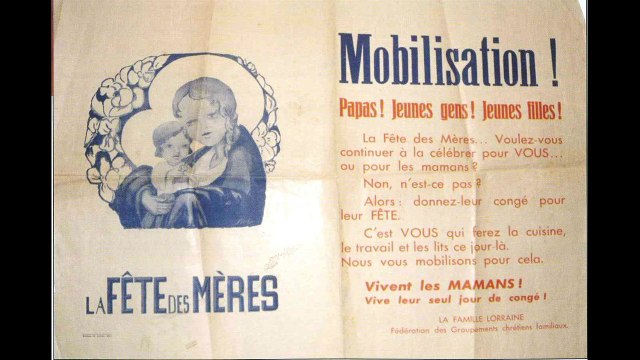 LA FÊTE DES MÈRES
Mobilisation !
Papas ! Jeunes gens ! Jeunes filles !
La Fête des Mères... Voulez-vous
continuer à la célébrer pour VOUS...
ou pour les mamans ?
Non, n'est-ce pas ?
Alors : donnez-leur congé pour
leur FÊTE.
C'est VOUS qui ferez la cuisine,
le travail et les lits ce jour-là.
Nous vous mobilisons pour cela.
Vivent les MAMANS !
Vive leur seul jour de congé !
LA FAMILLE LORRAINE
Fédération des Groupements chrétiens familiaux.